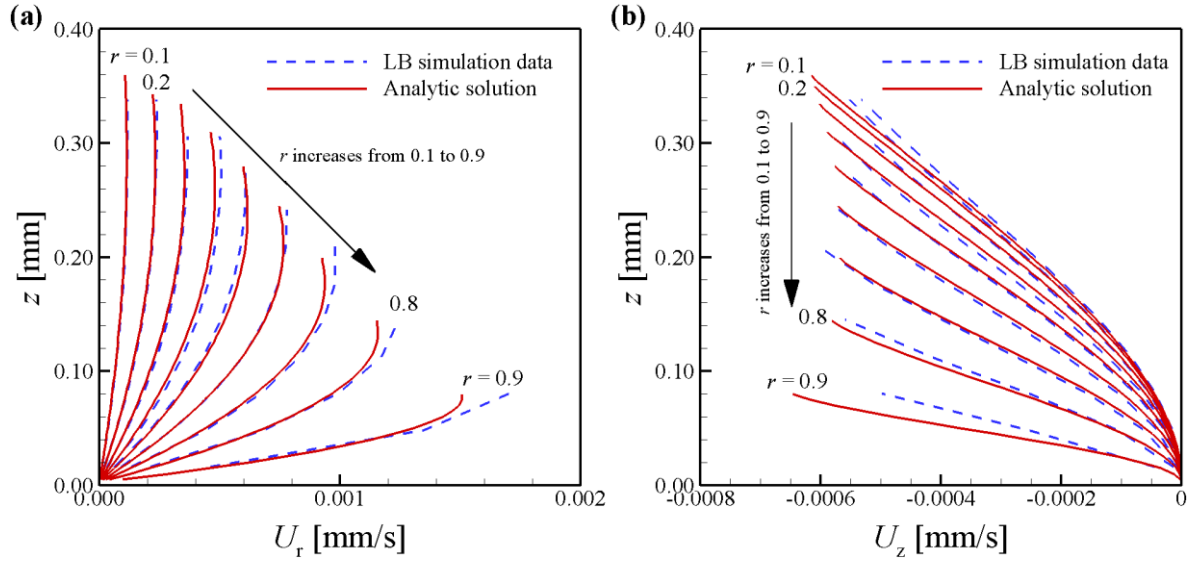 (a)
0.40
0.30
0.20
0.10
0.00
z [mm]
r = 0.1
0.2
LB simulation data
Analytic solution
r increases from 0.1 to 0.9
0.8
r = 0.9
0.000
0.001
0.002
Ur [mm/s]
(b)
0.40
0.30
0.20
0.10
0.00
z [mm]
r = 0.1
0.2
LB simulation data
Analytic solution
r increases from 0.1 to 0.9
0.8
r = 0.9
-0.0008
-0.0006
-0.0004
-0.0002
0
Uz [mm/s]